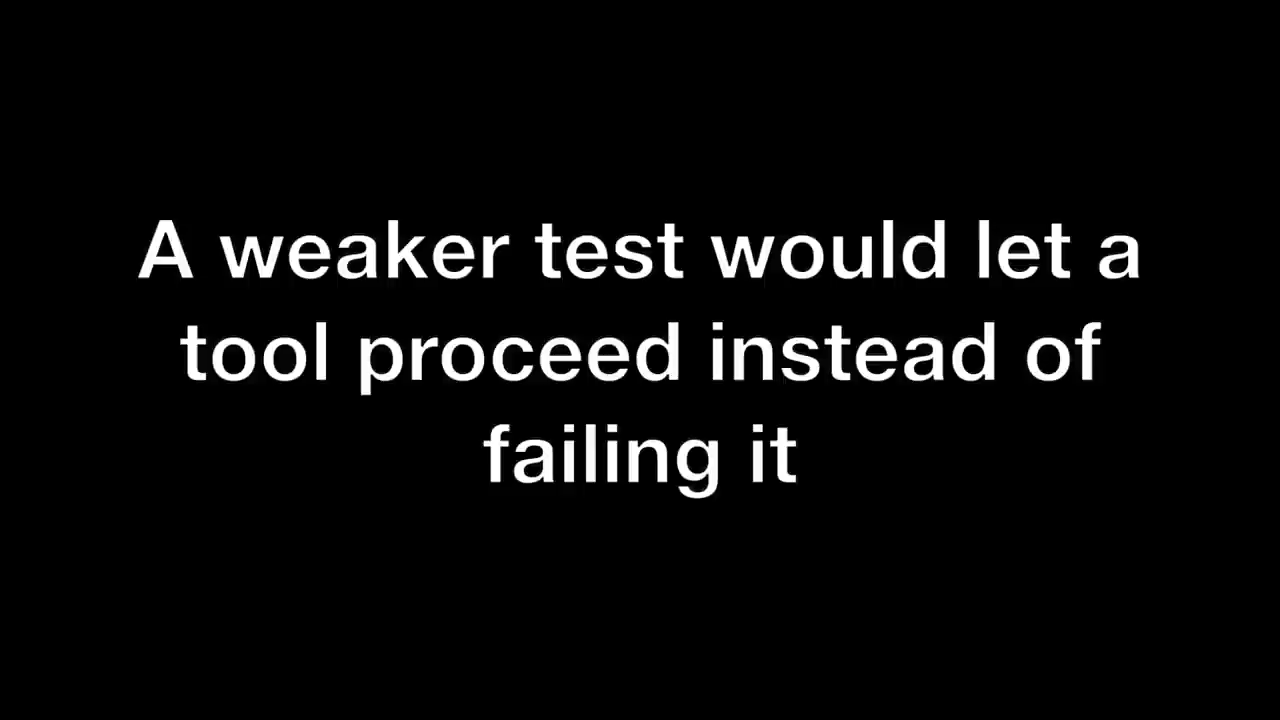 A weaker test would let a
tool proceed instead of
failing it